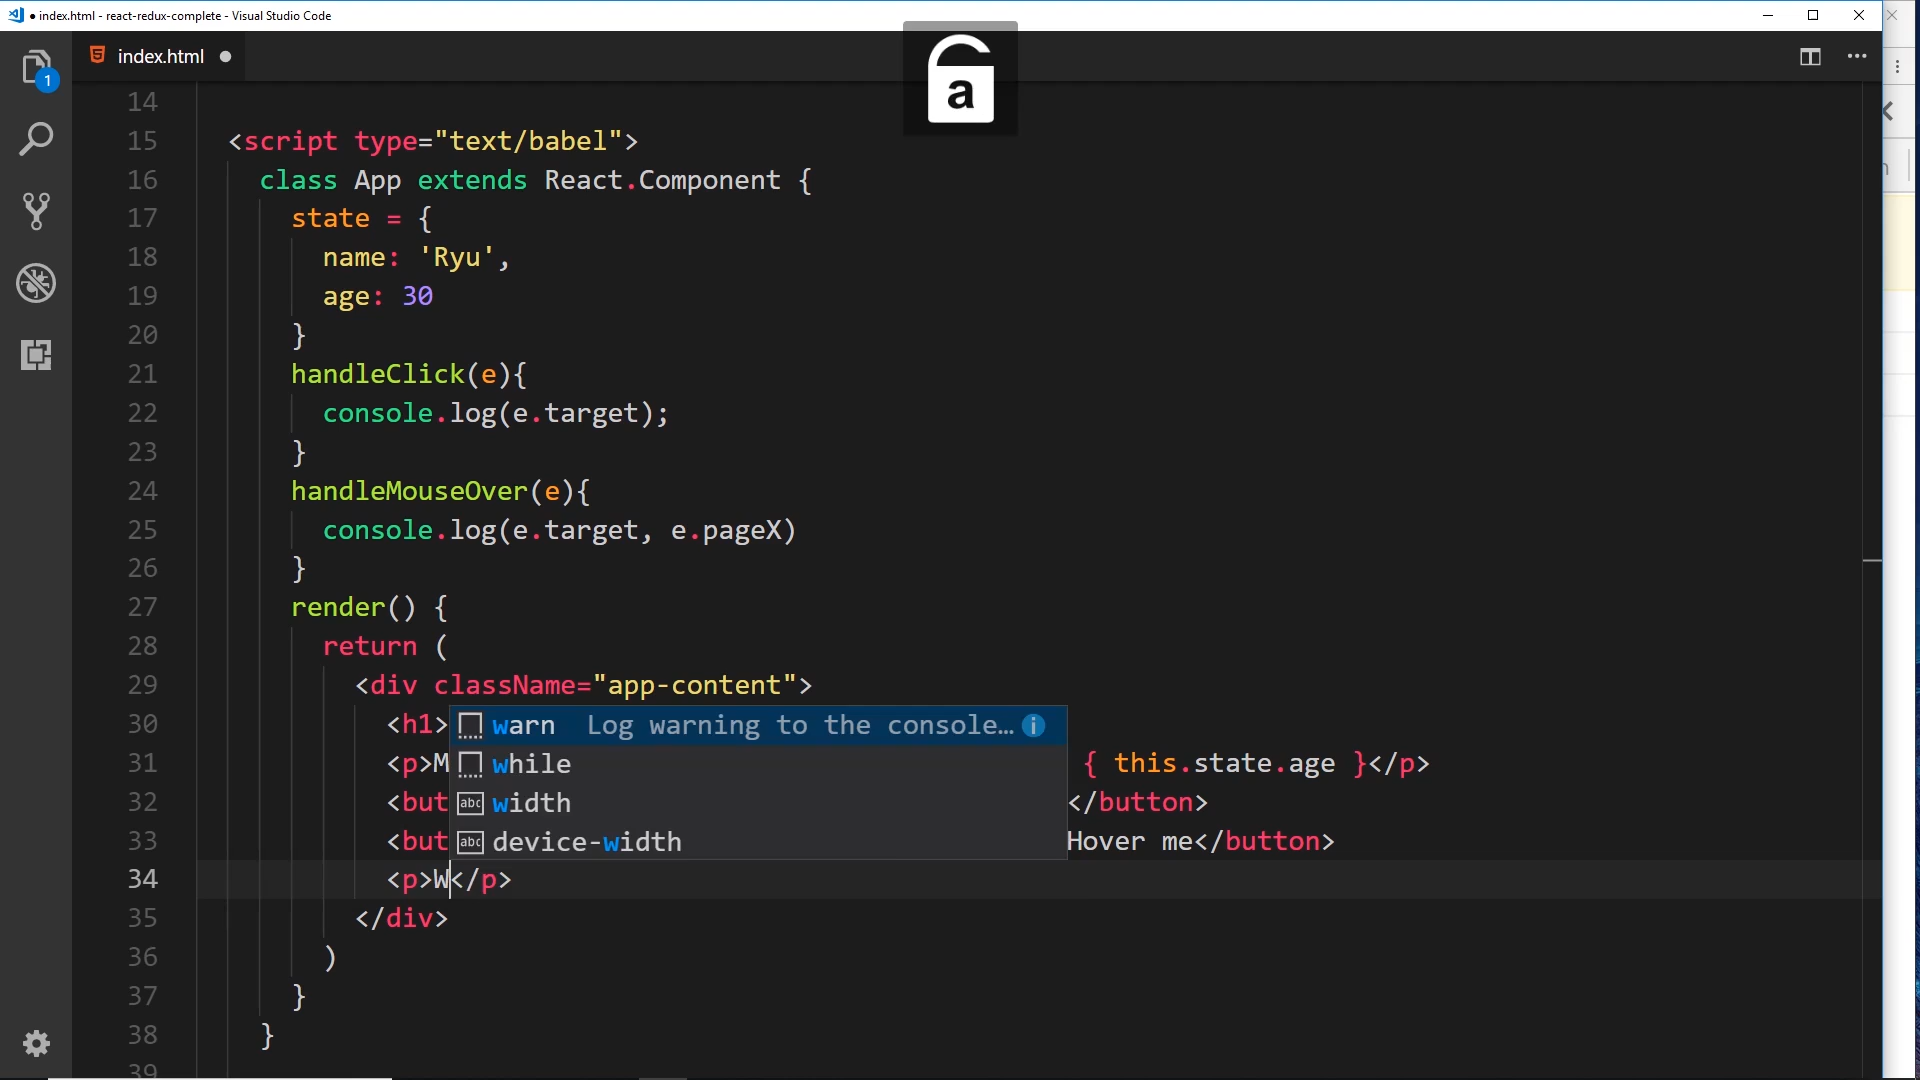 ● index.html - react-redux-complete - Visual Studio Code
1
index.html ●
a
14
15 <script type="text/babel">
16 class App extends React.Component {
17 state = {
18 name: 'Ryu',
19 age: 30
20 }
21 handleClick(e){
22 console.log(e.target);
23 }
24 handleMouseOver(e){
25 console.log(e.target, e.pageX)
26 }
27 render() {
28 return (
29 <div className="app-content">
30 <h1> warn Log warning to the console…
31 <p>M while { this.state.age }</p>
32 <but width </button>
33 <but device-width Hover me</button>
34 <p>W</p>
35 </div>
36 )
37 }
38 }
39